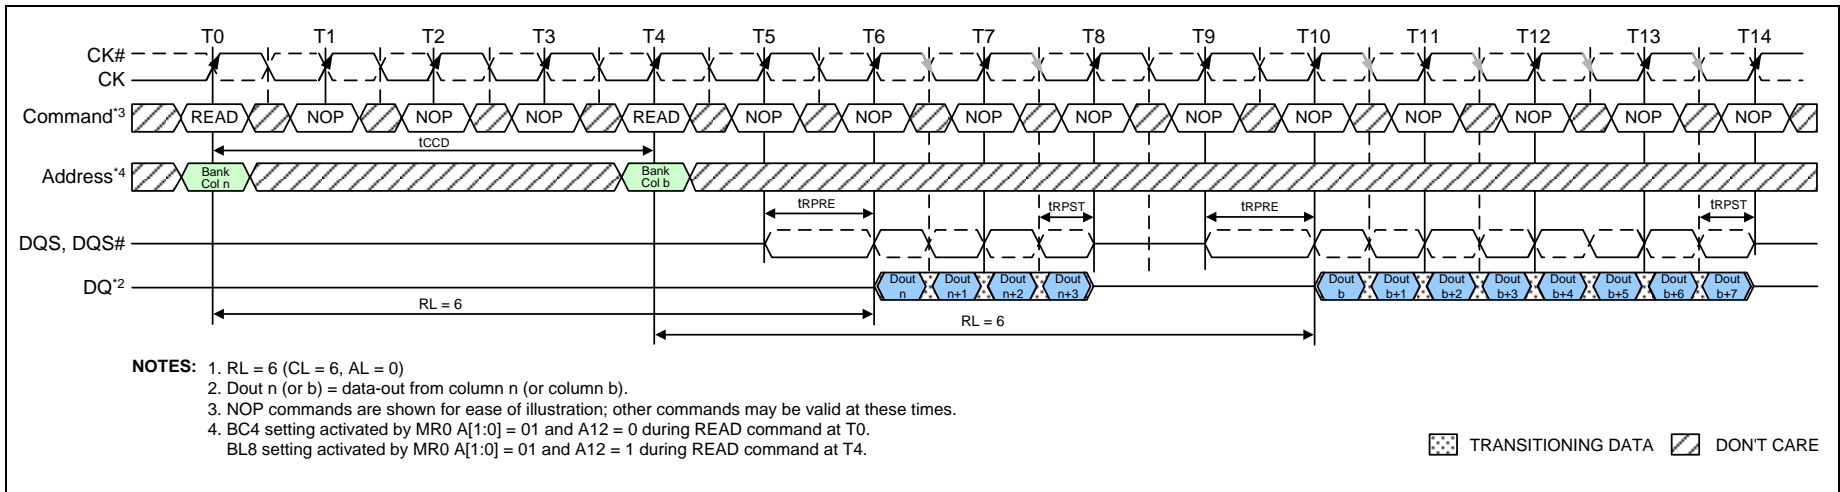 T0 T1 T2 T3 T4 T5 T6 T7 T8 T9 T10 T11 T12 T13 T14
CK#
CK
Command*3 READ NOP NOP NOP READ NOP NOP NOP NOP NOP NOP NOP NOP NOP NOP
tCCD
Address*4 Bank Col n Bank Col b
tRPRE tRPST tRPRE tRPST
DQS, DQS#
DQ*2 Dout n Dout n+1 Dout n+2 Dout n+3 Dout b Dout b+1 Dout b+2 Dout b+3 Dout b+4 Dout b+5 Dout b+6 Dout b+7
RL = 6
RL = 6
NOTES: 1. RL = 6 (CL = 6, AL = 0)
2. Dout n (or b) = data-out from column n (or column b).
3. NOP commands are shown for ease of illustration; other commands may be valid at these times.
4. BC4 setting activated by MR0 A[1:0] = 01 and A12 = 0 during READ command at T0.
BL8 setting activated by MR0 A[1:0] = 01 and A12 = 1 during READ command at T4.
TRANSITIONING DATA DON'T CARE